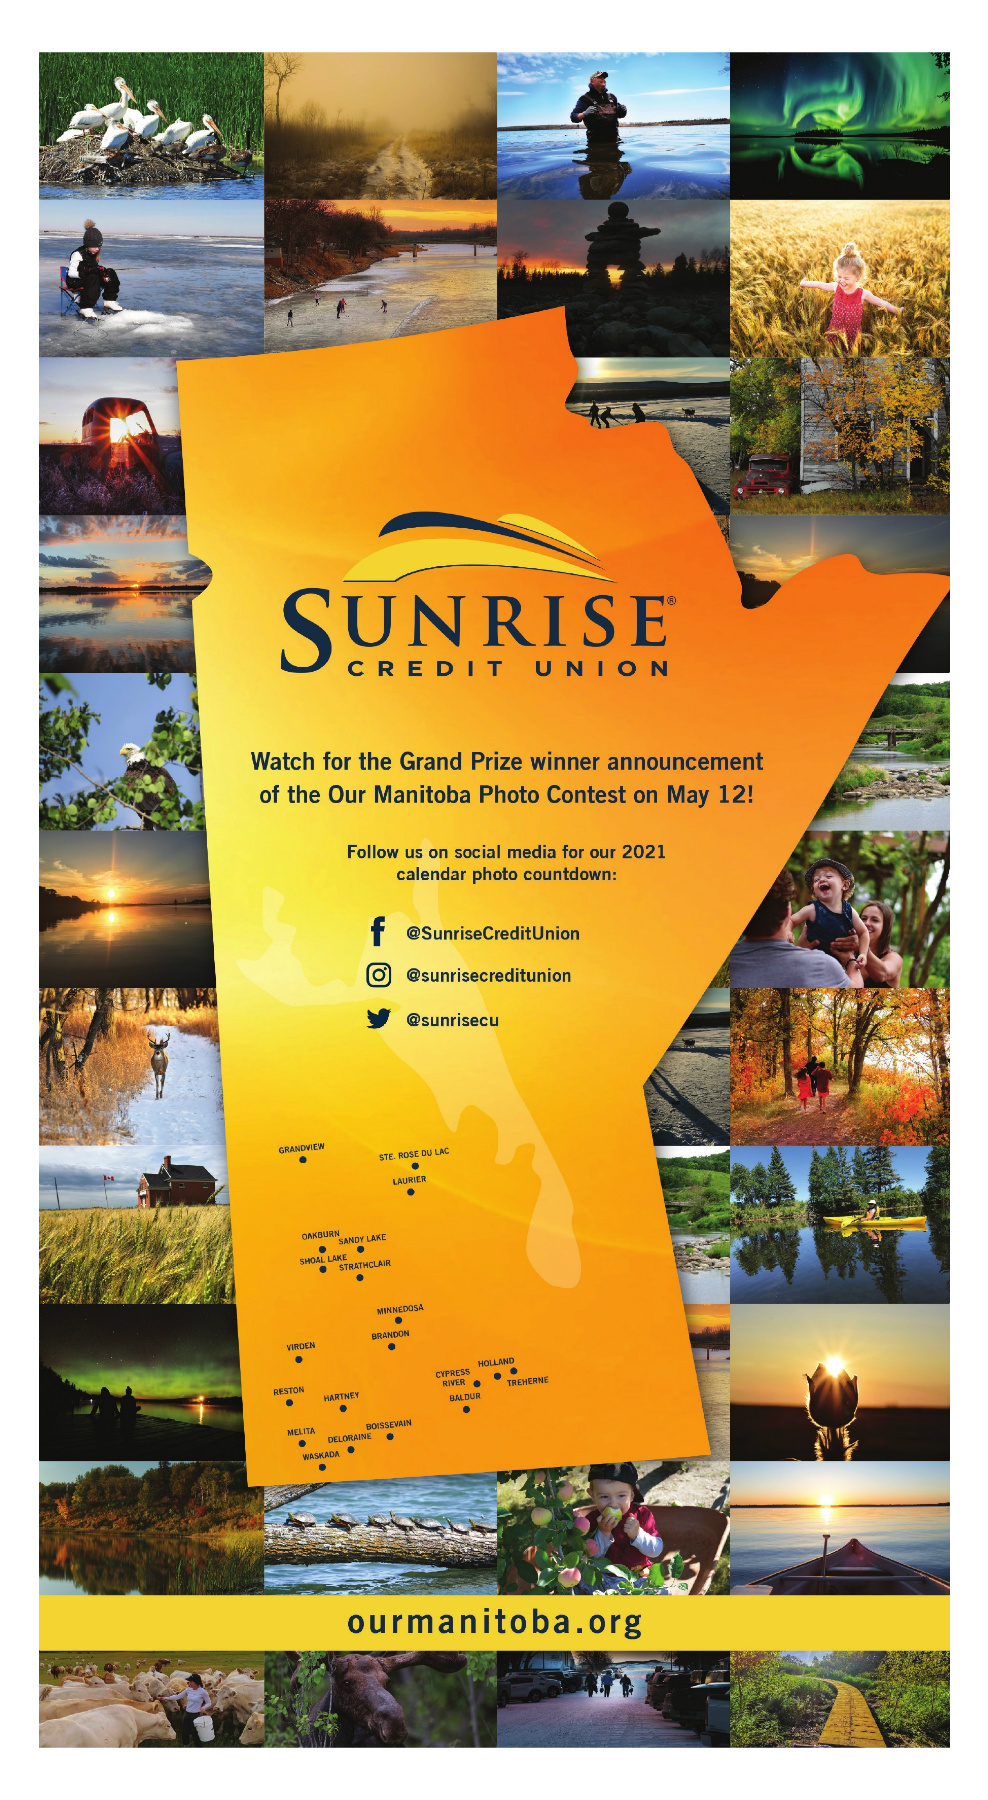 SUNRISE®
CREDIT UNION
Watch for the Grand Prize winner announcement
of the Our Manitoba Photo Contest on May 12!
Follow us on social media for our 2021
calendar photo countdown:
@SunriseCreditUnion
@sunrisecreditunion
@sunrisecu
GRANDVIEW
STE. ROSE DU LAC
LAURIER
OAKBURN
SANDY LAKE
SHOAL LAKE
STRATHCLAIR
MINNEDOSA
BRANDON
VIRDEN
HOLLAND
CYPRESS
RIVER
TREHERNE
RESTON
HARTNEY
BALDUR
BOISSEVAIN
MELITA
DELORAINE
WASKADA
ourmanitoba.org